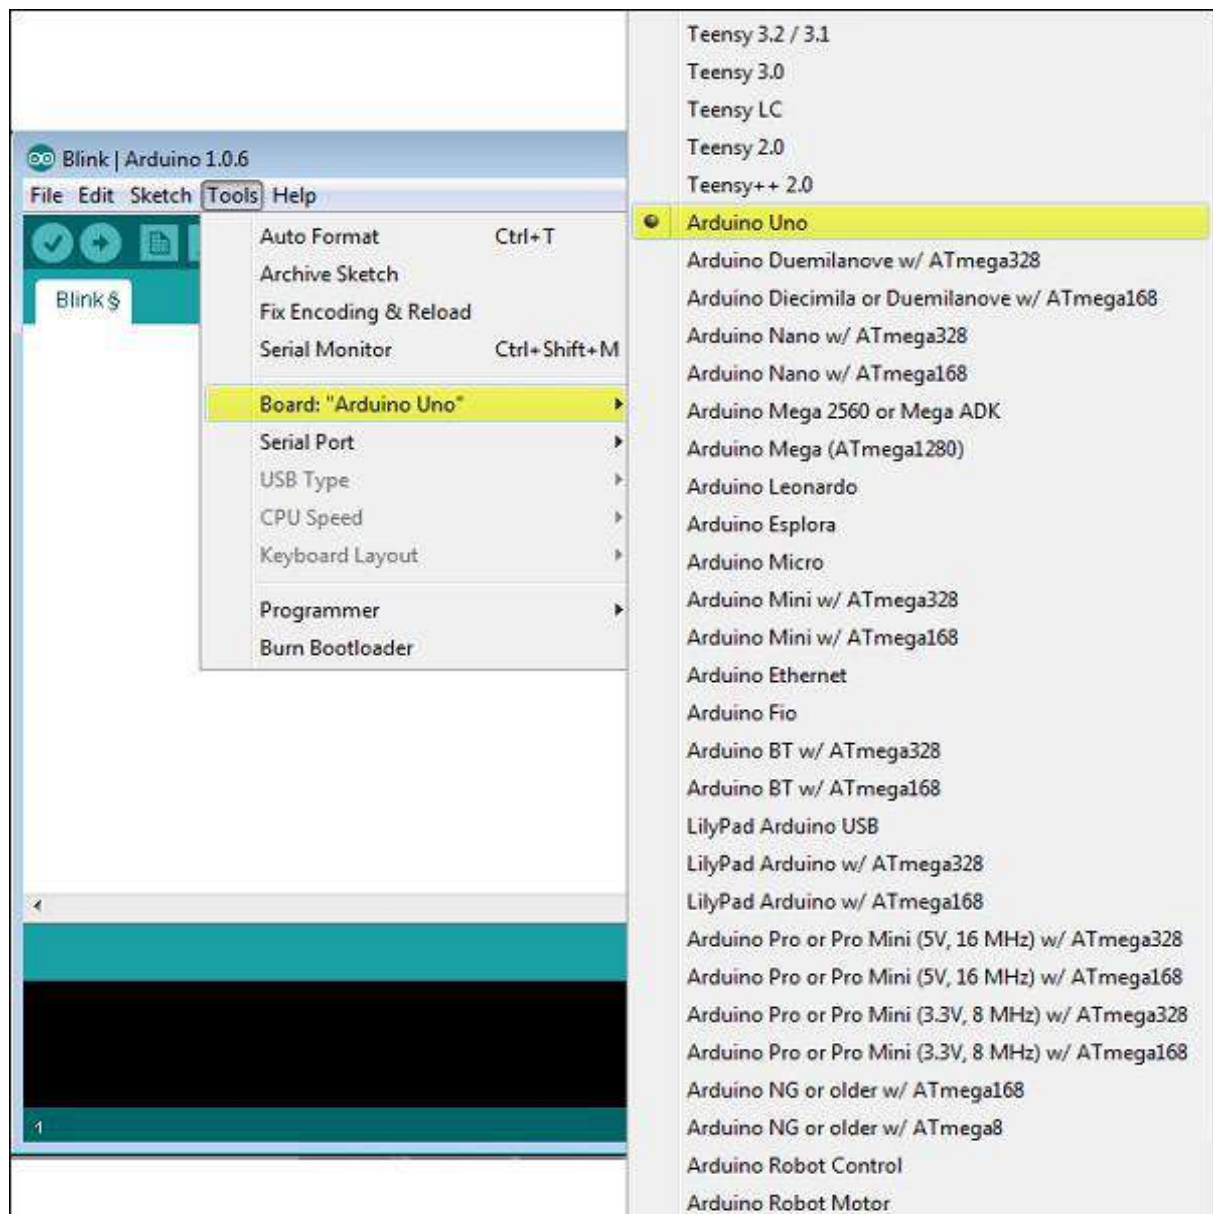 Blink | Arduino 1.0.6
File Edit Sketch Tools Help
Blink§
Auto Format Ctrl+T
Archive Sketch
Fix Encoding & Reload
Serial Monitor Ctrl+Shift+M
Board: "Arduino Uno"
Serial Port
USB Type
CPU Speed
Keyboard Layout
Programmer
Burn Bootloader
1
Teensy 3.2 / 3.1
Teensy 3.0
Teensy LC
Teensy 2.0
Teensy++ 2.0
Arduino Uno
Arduino Duemilanove w/ ATmega328
Arduino Diecimila or Duemilanove w/ ATmega168
Arduino Nano w/ ATmega328
Arduino Nano w/ ATmega168
Arduino Mega 2560 or Mega ADK
Arduino Mega (ATmega1280)
Arduino Leonardo
Arduino Esplora
Arduino Micro
Arduino Mini w/ ATmega328
Arduino Mini w/ ATmega168
Arduino Ethernet
Arduino Fio
Arduino BT w/ ATmega328
Arduino BT w/ ATmega168
LilyPad Arduino USB
LilyPad Arduino w/ ATmega328
LilyPad Arduino w/ ATmega168
Arduino Pro or Pro Mini (5V, 16 MHz) w/ ATmega328
Arduino Pro or Pro Mini (5V, 16 MHz) w/ ATmega168
Arduino Pro or Pro Mini (3.3V, 8 MHz) w/ ATmega328
Arduino Pro or Pro Mini (3.3V, 8 MHz) w/ ATmega168
Arduino NG or older w/ ATmega168
Arduino NG or older w/ ATmega8
Arduino Robot Control
Arduino Robot Motor